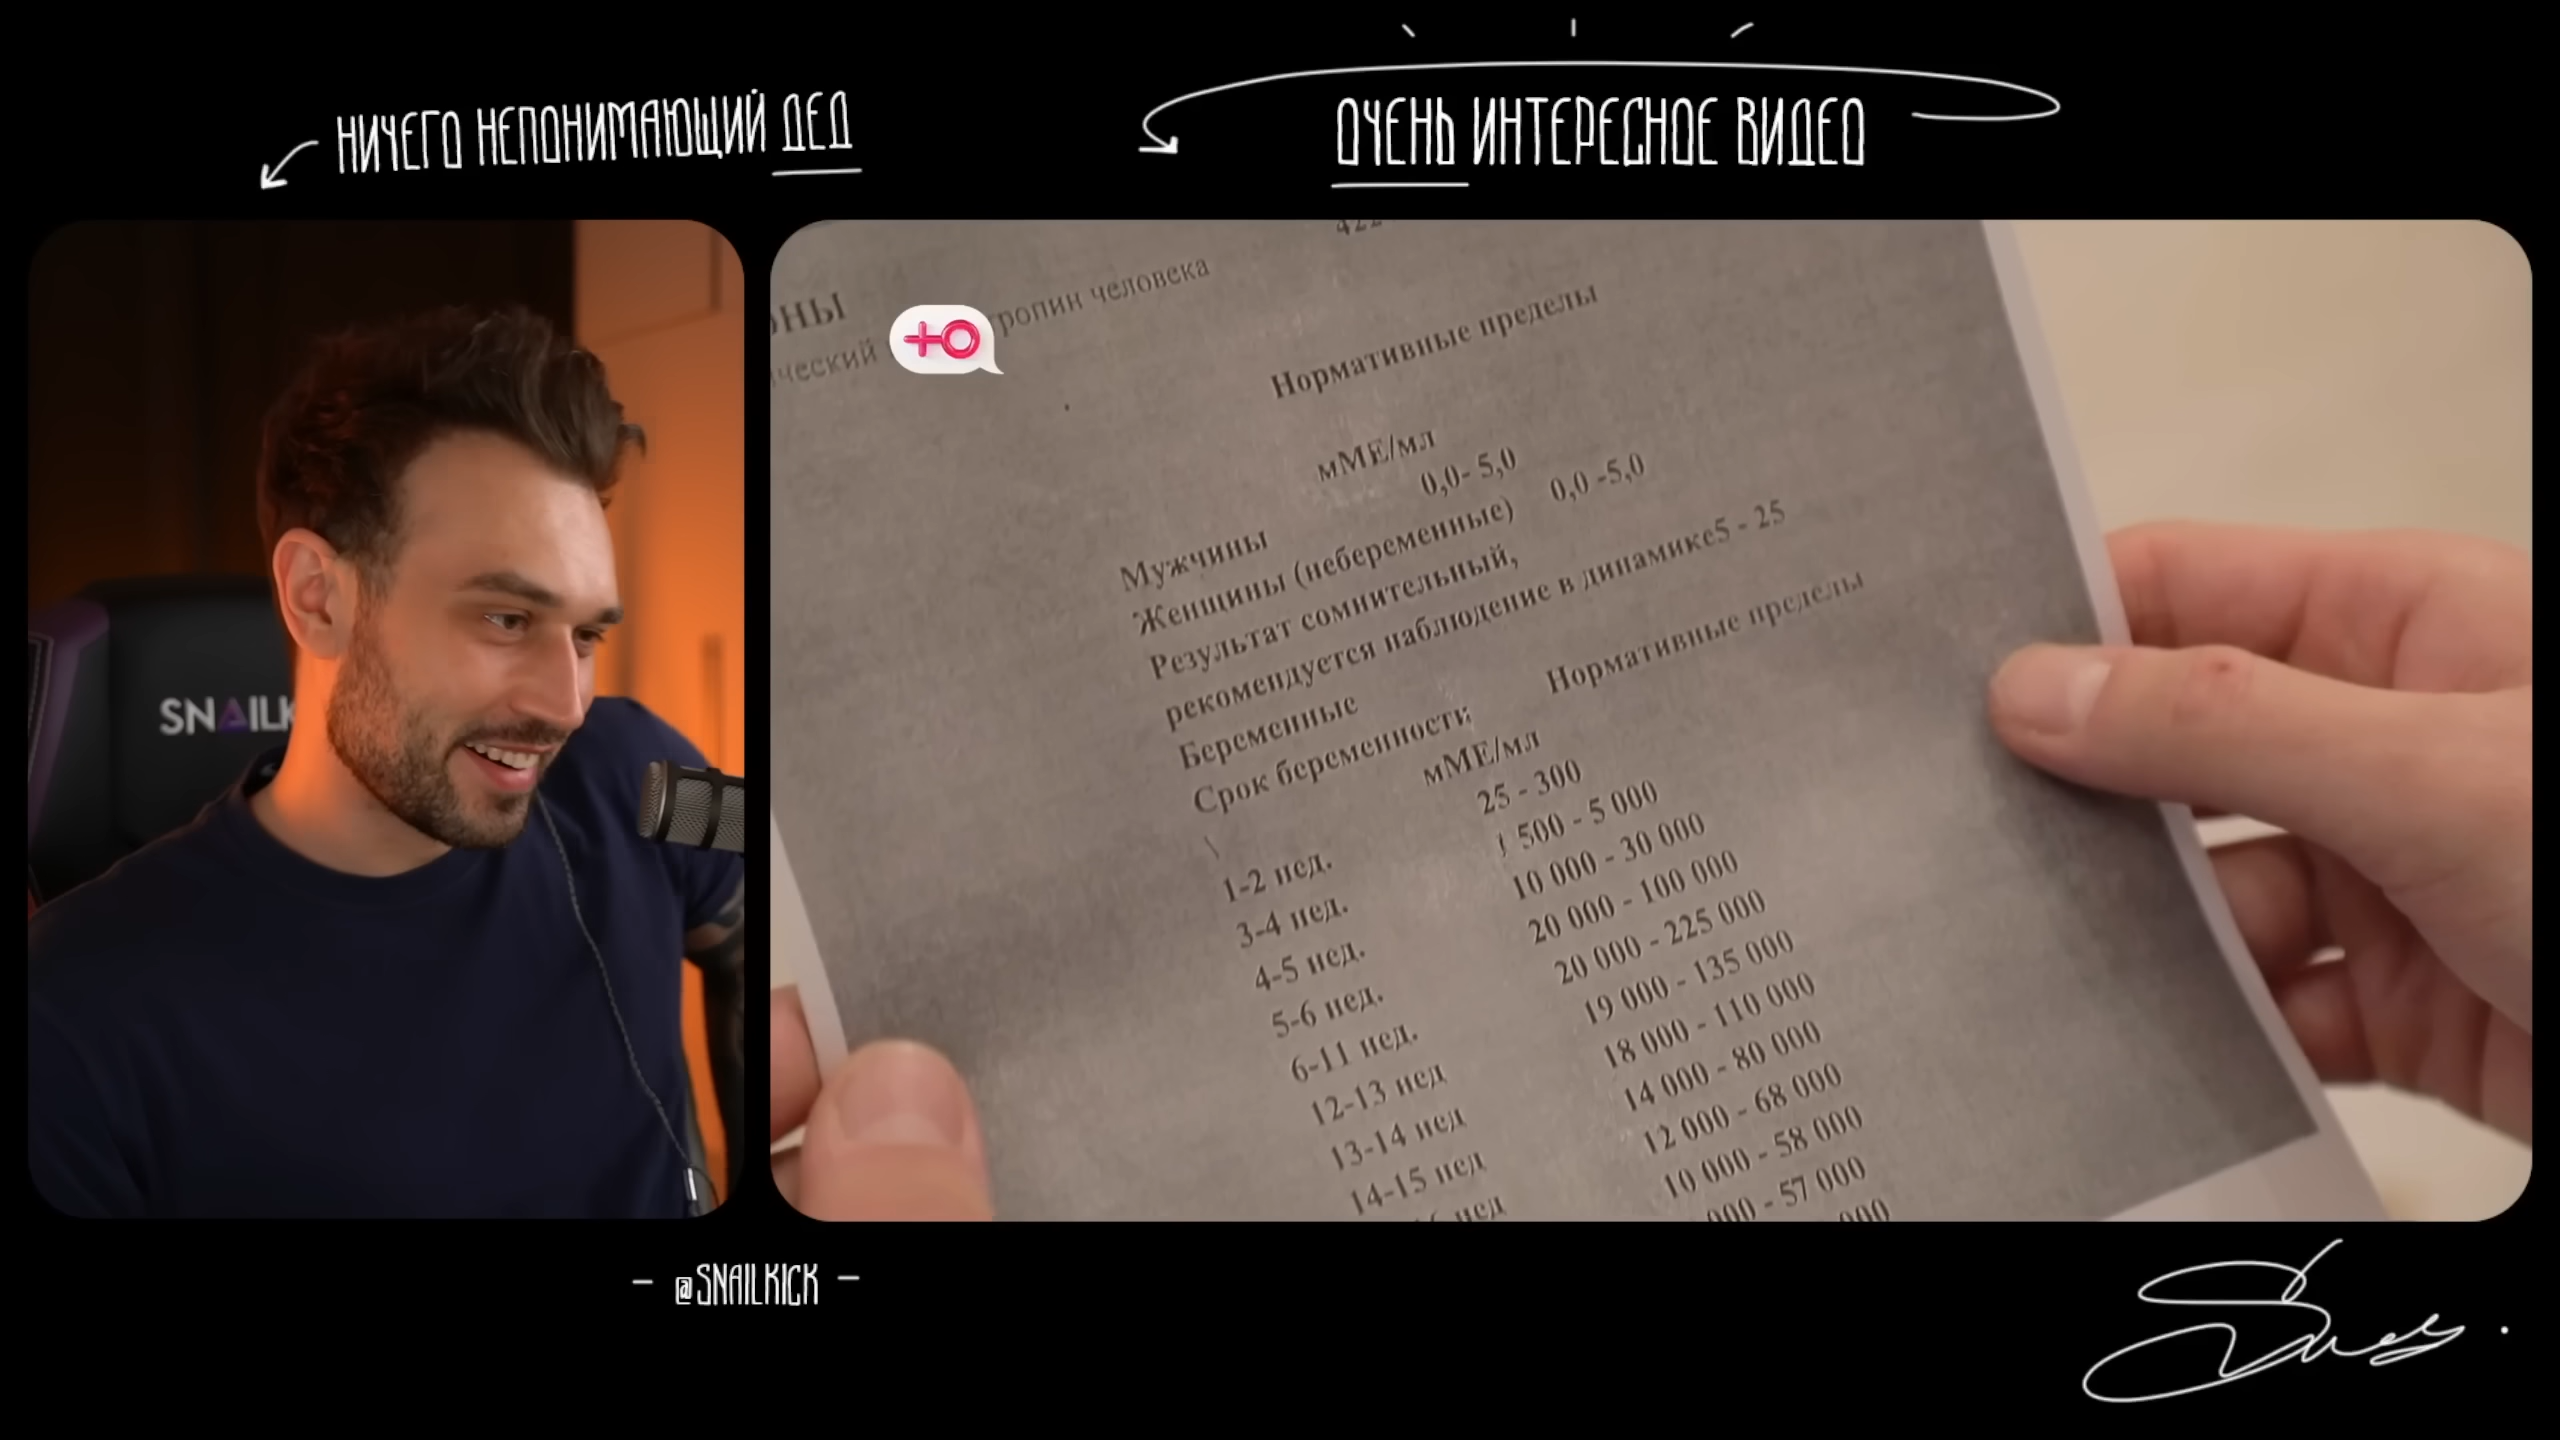 НИЧЕГО НЕПОНИМАЮЩИЙ ДЕД
ОЧЕНЬ ИНТЕРЕСНОЕ ВИДЕО
SNAILK
Ю
человека
Нормативные пределы
мМЕ/мл
Мужчины 0,0- 5,0
Женщины (небеременные) 0,0 -5,0
Результат сомнительный,
рекомендуется наблюдение в динамике5 - 25
Беременные
Срок беременности Нормативные пределы
мМЕ/мл
1-2 нед. 25 - 300
3-4 нед. 1 500 - 5 000
4-5 нед. 10 000 - 30 000
5-6 нед. 20 000 - 100 000
6-11 нед. 20 000 - 225 000
12-13 нед 19 000 - 135 000
13-14 нед 18 000 - 110 000
14-15 нед 14 000 - 80 000
нед 12 000 - 68 000
10 000 - 58 000
000 - 57 000
000
- @SNAILKICK -